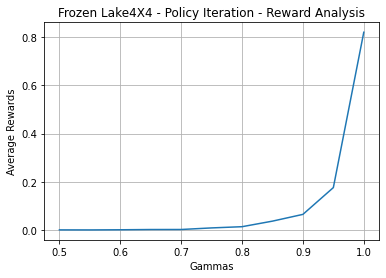 Frozen Lake4X4 - Policy Iteration - Reward Analysis
Average Rewards
0.8
0.6
0.4
0.2
0.0
0.5 0.6 0.7 0.8 0.9 1.0
Gammas